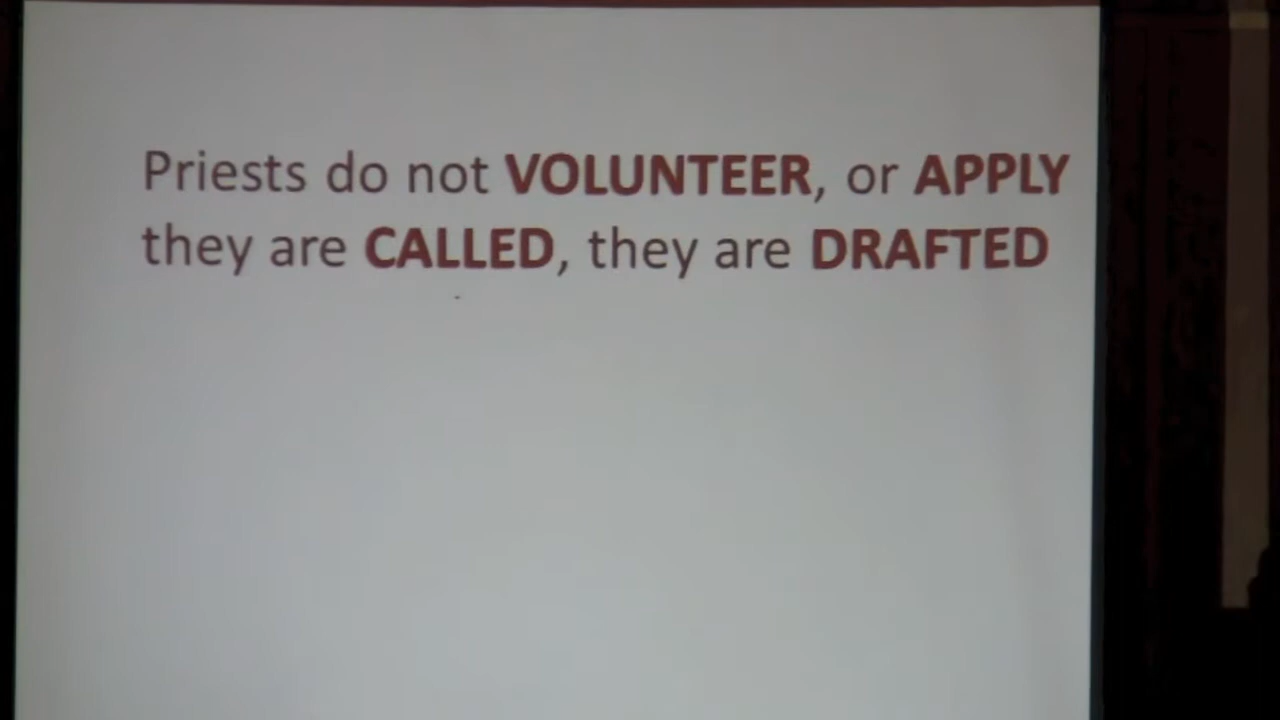 Priests do not VOLUNTEER, or APPLY
they are CALLED, they are DRAFTED